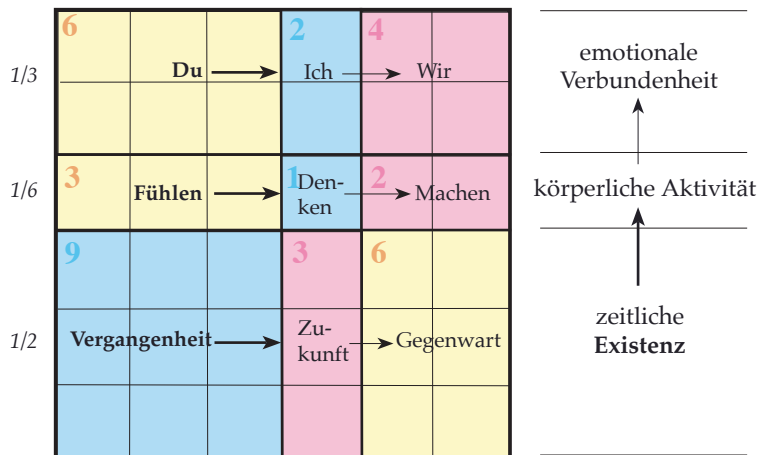 6 2 4
1/3 Du Ich Wir
emotionale
Verbundenheit
3 1 2
1/6 Fühlen Den-
ken Machen
körperliche Aktivität
9 3 6
1/2 Vergangenheit Zu-
kunft Gegenwart
zeitliche
Existenz